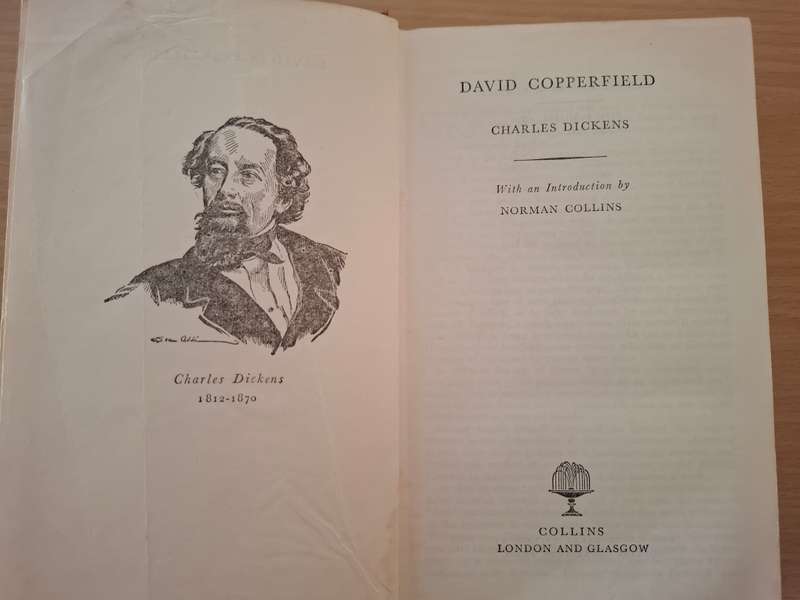 Charles Dickens
1812-1870
DAVID COPPERFIELD
CHARLES DICKENS
With an Introduction by
NORMAN COLLINS
COLLINS
LONDON AND GLASGOW